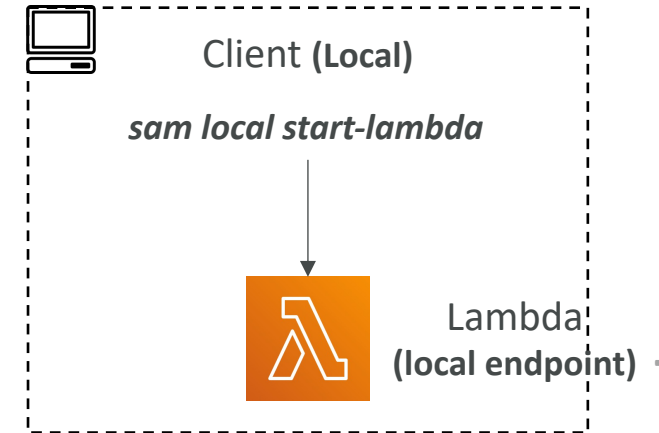 Client (Local)
sam local start-lambda
Lambda
(local endpoint)